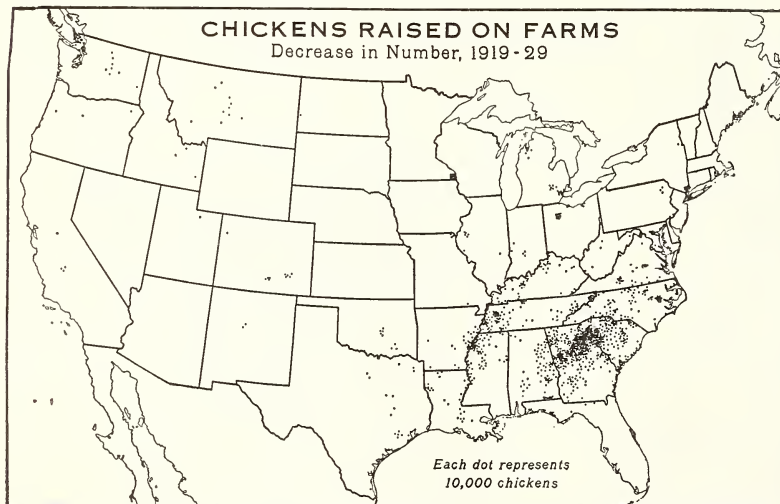 CHICKENS RAISED ON FARMS
Decrease in Number, 1919-29
Each dot represents
10,000 chickens